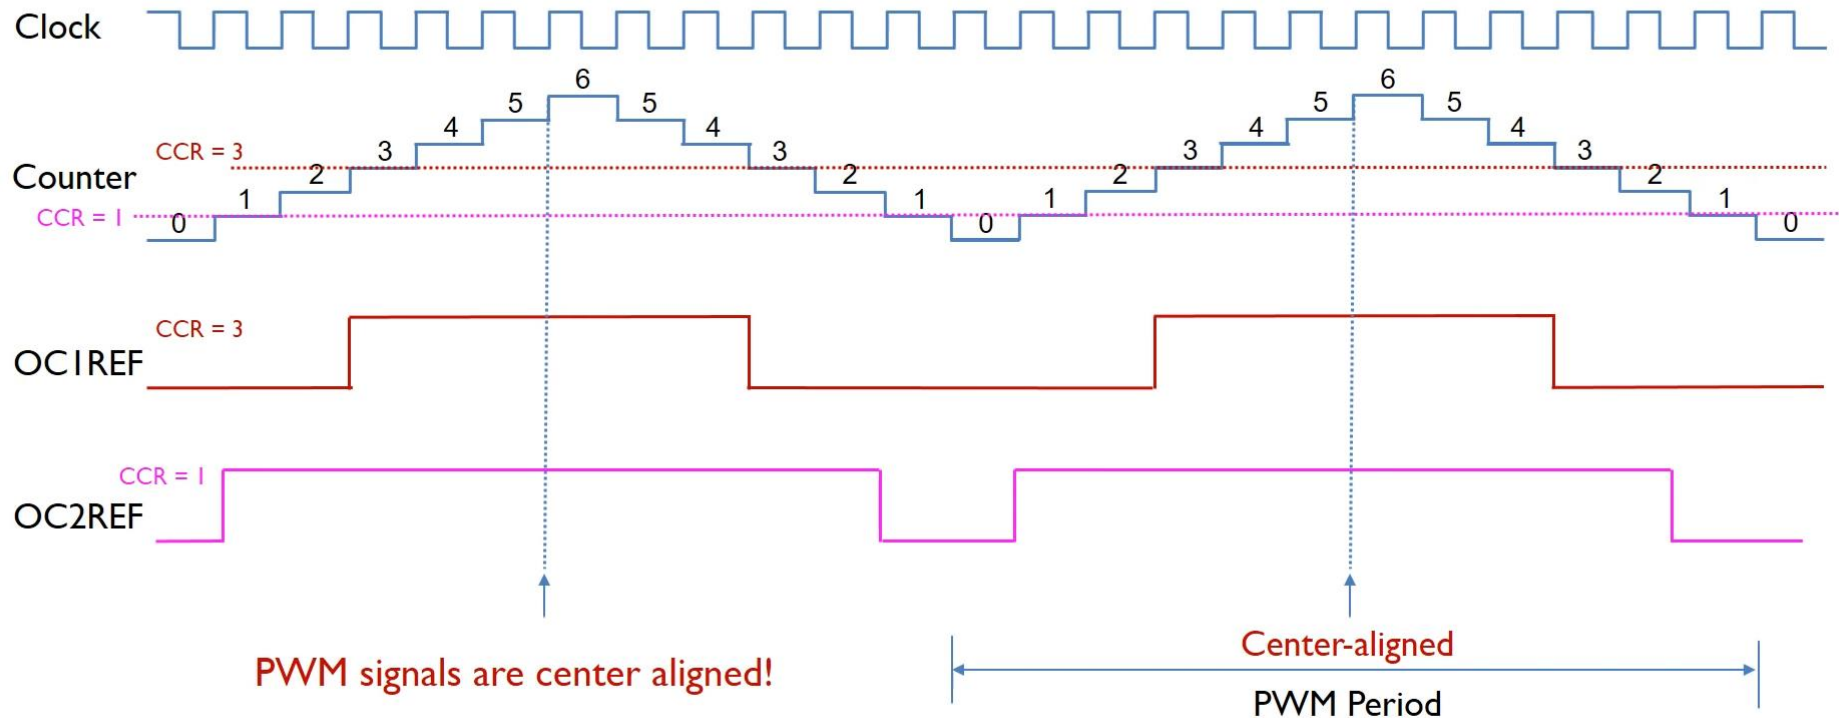 Clock
6 6
5 5 5 5
4 4 4 4
CCR = 3 3 3 3 3
Counter 2 2 2 2
1 1 1 1
CCR = 1 0 0 0
CCR = 3
OC1REF
CCR = 1
OC2REF
PWM signals are center aligned!
Center-aligned
PWM Period